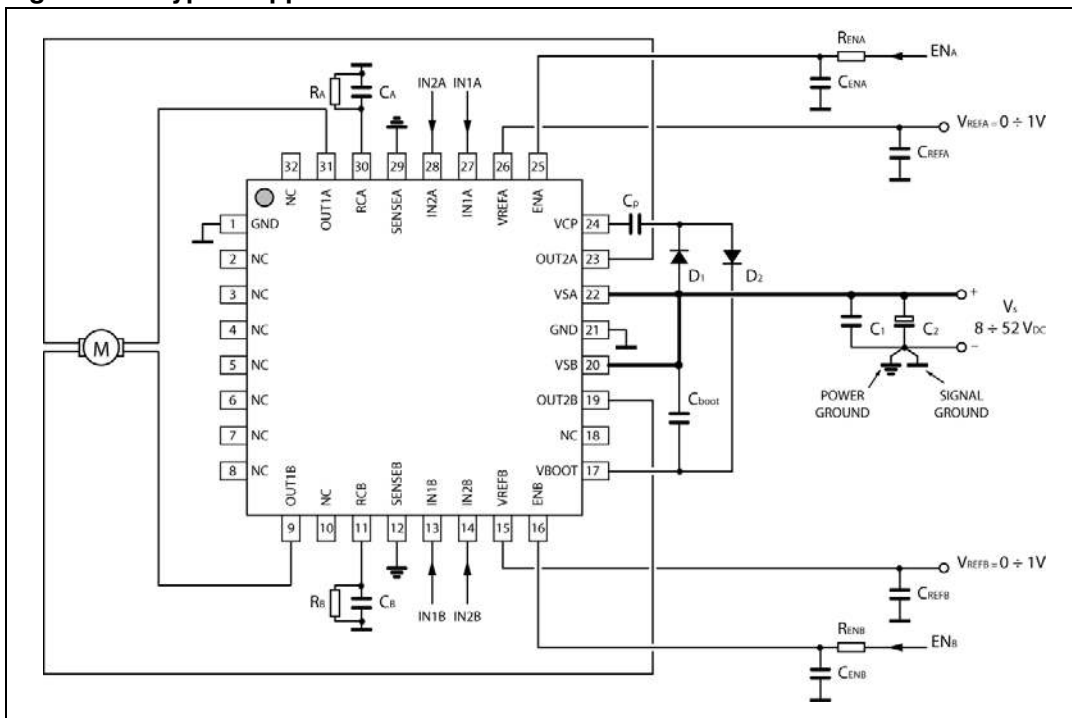 RENA
ENA
CENA
VREFA = 0 ÷ 1V
CREFA
RA
CA
IN2A
IN1A
32
31
30
29
28
27
26
25
NC
OUT1A
RCA
SENSEA
IN2A
IN1A
VREFA
ENA
1
GND
2
NC
3
NC
4
NC
5
NC
6
NC
7
NC
8
NC
VCP
24
OUT2A
23
VSA
22
GND
21
VSB
20
OUT2B
19
NC
18
VBOOT
17
Cp
D1
D2
Cboot
C1
C2
+
Vs
8 ÷ 52 VDC
−
POWER
GROUND
SIGNAL
GROUND
M
OUT1B
NC
RCB
SENSEB
IN1B
IN2B
VREFB
ENB
9
10
11
12
13
14
15
16
RB
CB
IN1B
IN2B
VREFB = 0 ÷ 1V
CREFB
RENB
ENB
CENB